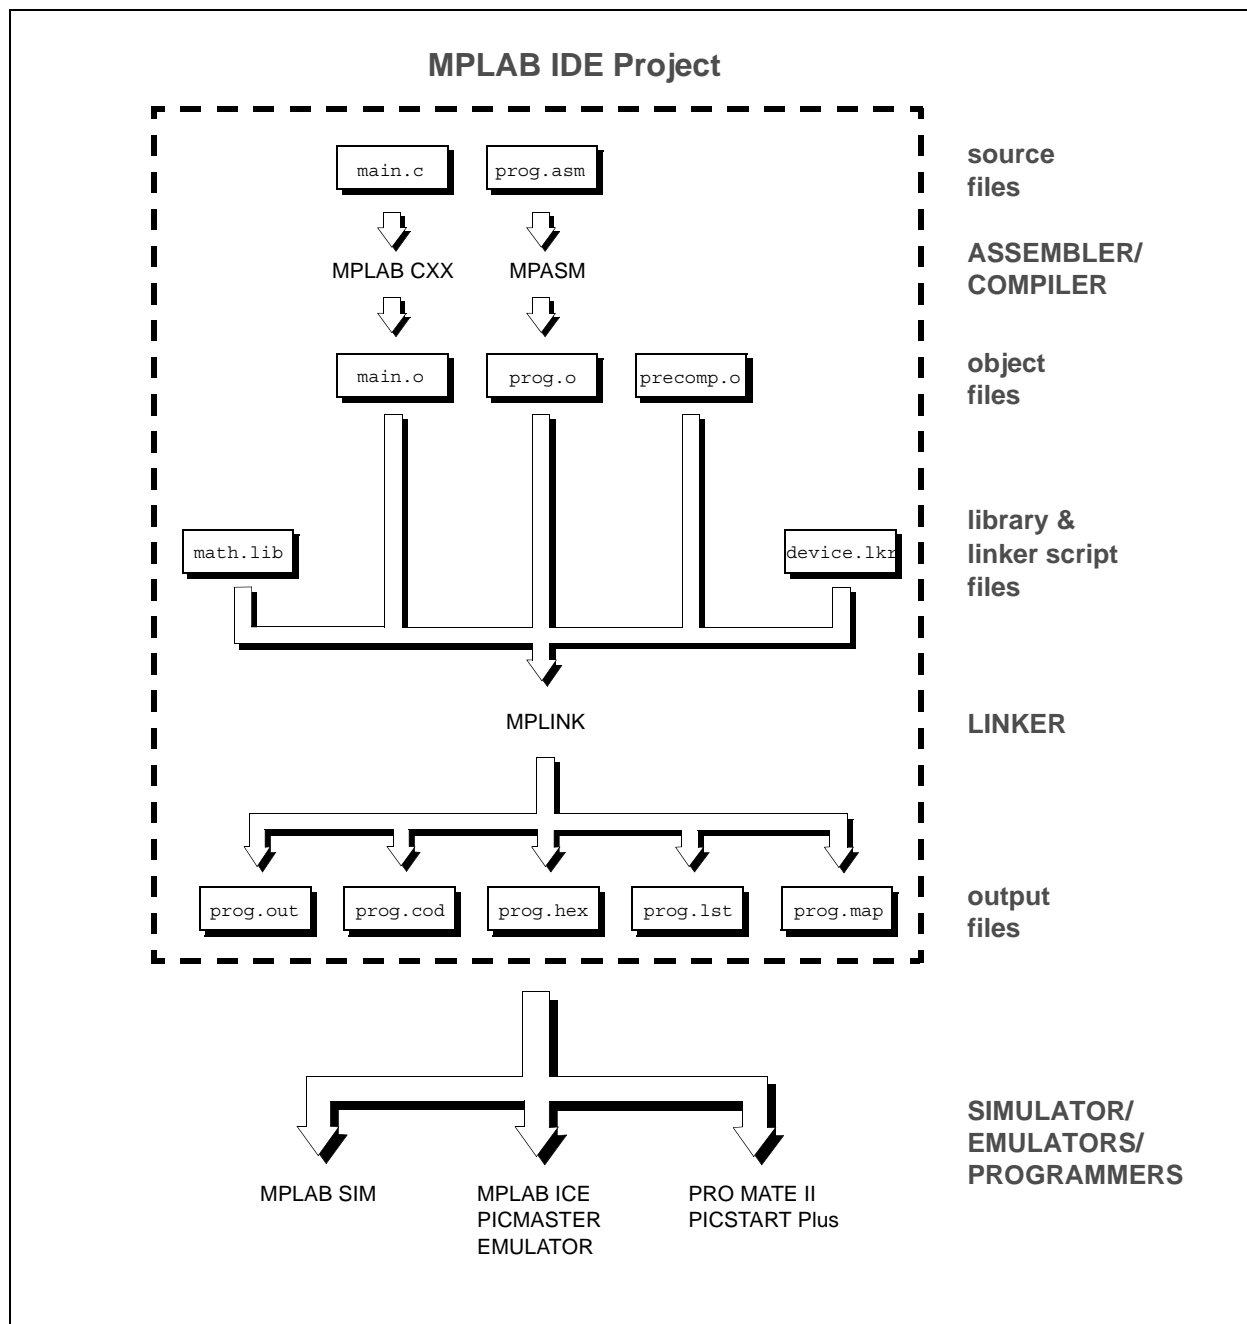 MPLAB IDE Project
main.c
prog.asm
source
files
MPLAB CXX
MPASM
ASSEMBLER/
COMPILER
main.o
prog.o
precomp.o
object
files
math.lib
device.lkr
library &
linker script
files
MPLINK
LINKER
prog.out
prog.cod
prog.hex
prog.lst
prog.map
output
files
MPLAB SIM
MPLAB ICE
PICMASTER
EMULATOR
PRO MATE II
PICSTART Plus
SIMULATOR/
EMULATORS/
PROGRAMMERS